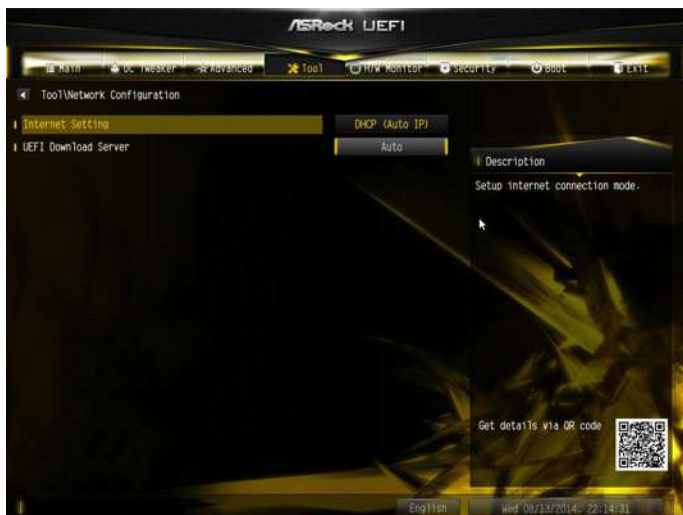 ASRock UEFI
Main OC Tweaker Advanced Tool H/W Monitor Security Boot Exit
Tool\Network Configuration
Internet Setting DHCP (Auto IP)
UEFI Download Server Auto
Description
Setup internet connection mode.
Get details via QR code
English Wed 08/13/2014, 22:14:31